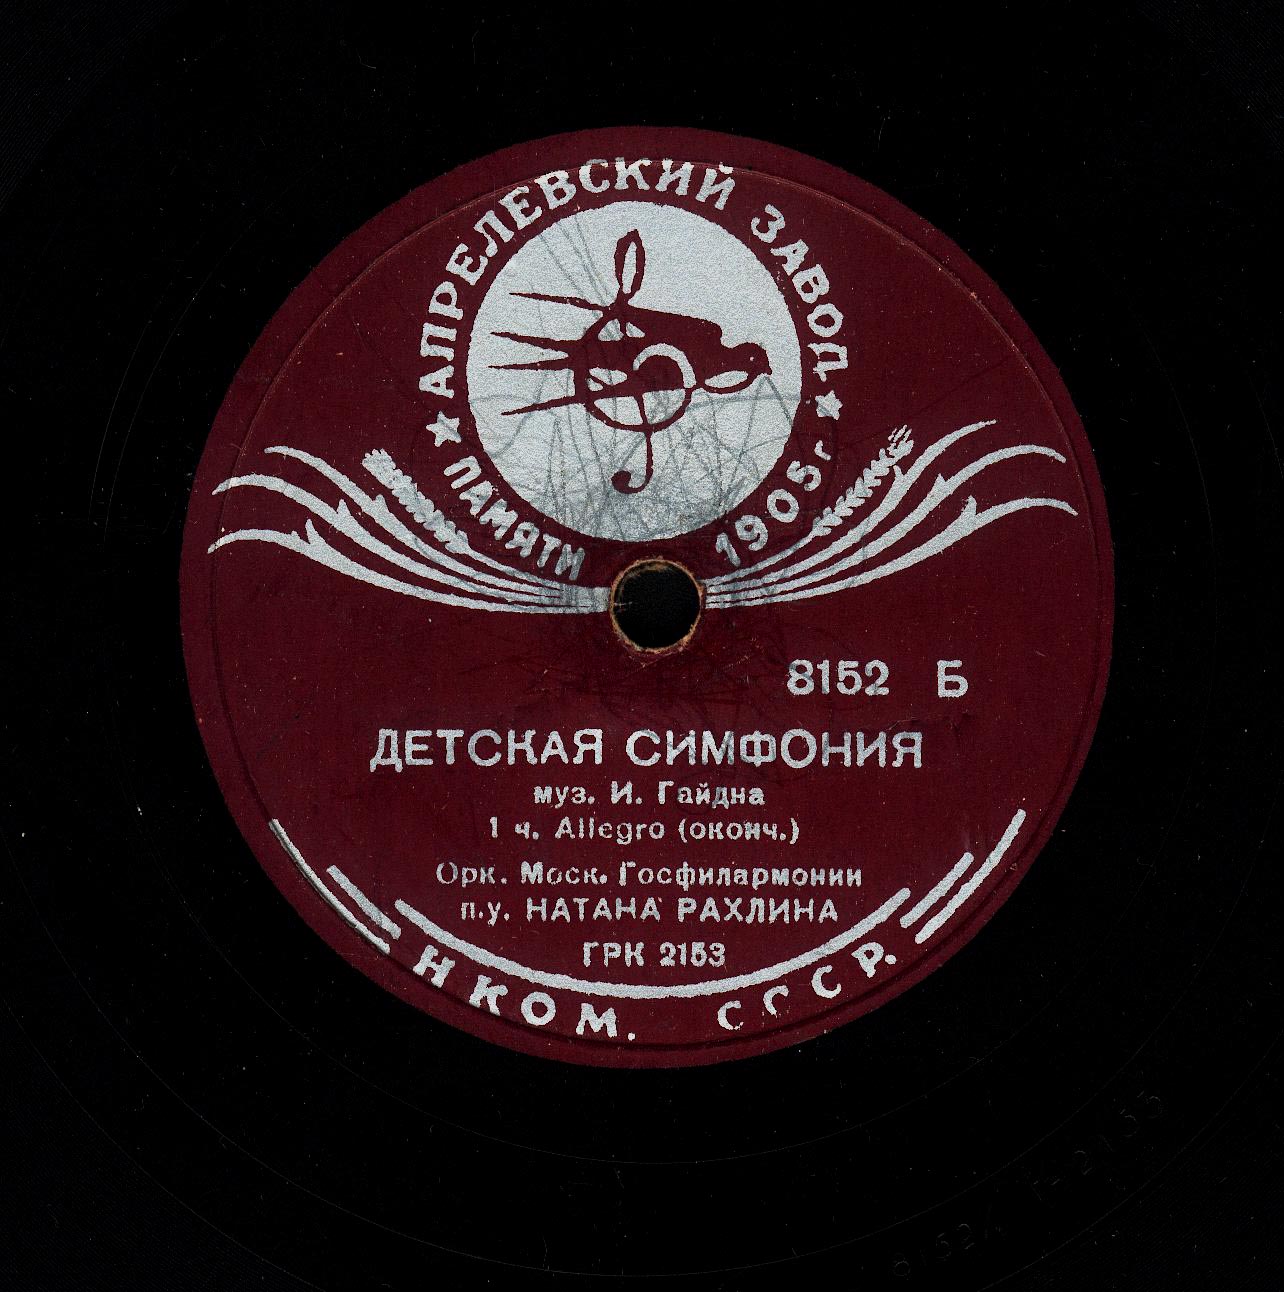 АПРЕЛЕВСКИЙ ЗАВОД
ПАМЯТИ 1905 г
8152 Б
ДЕТСКАЯ СИМФОНИЯ
муз. И. Гайдна
1 ч. Allegro (оконч.)
Орк. Моск. Госфилармонии
п.у. НАТАНА РАХЛИНА
ГРК 2153
НКОМ. СССР.